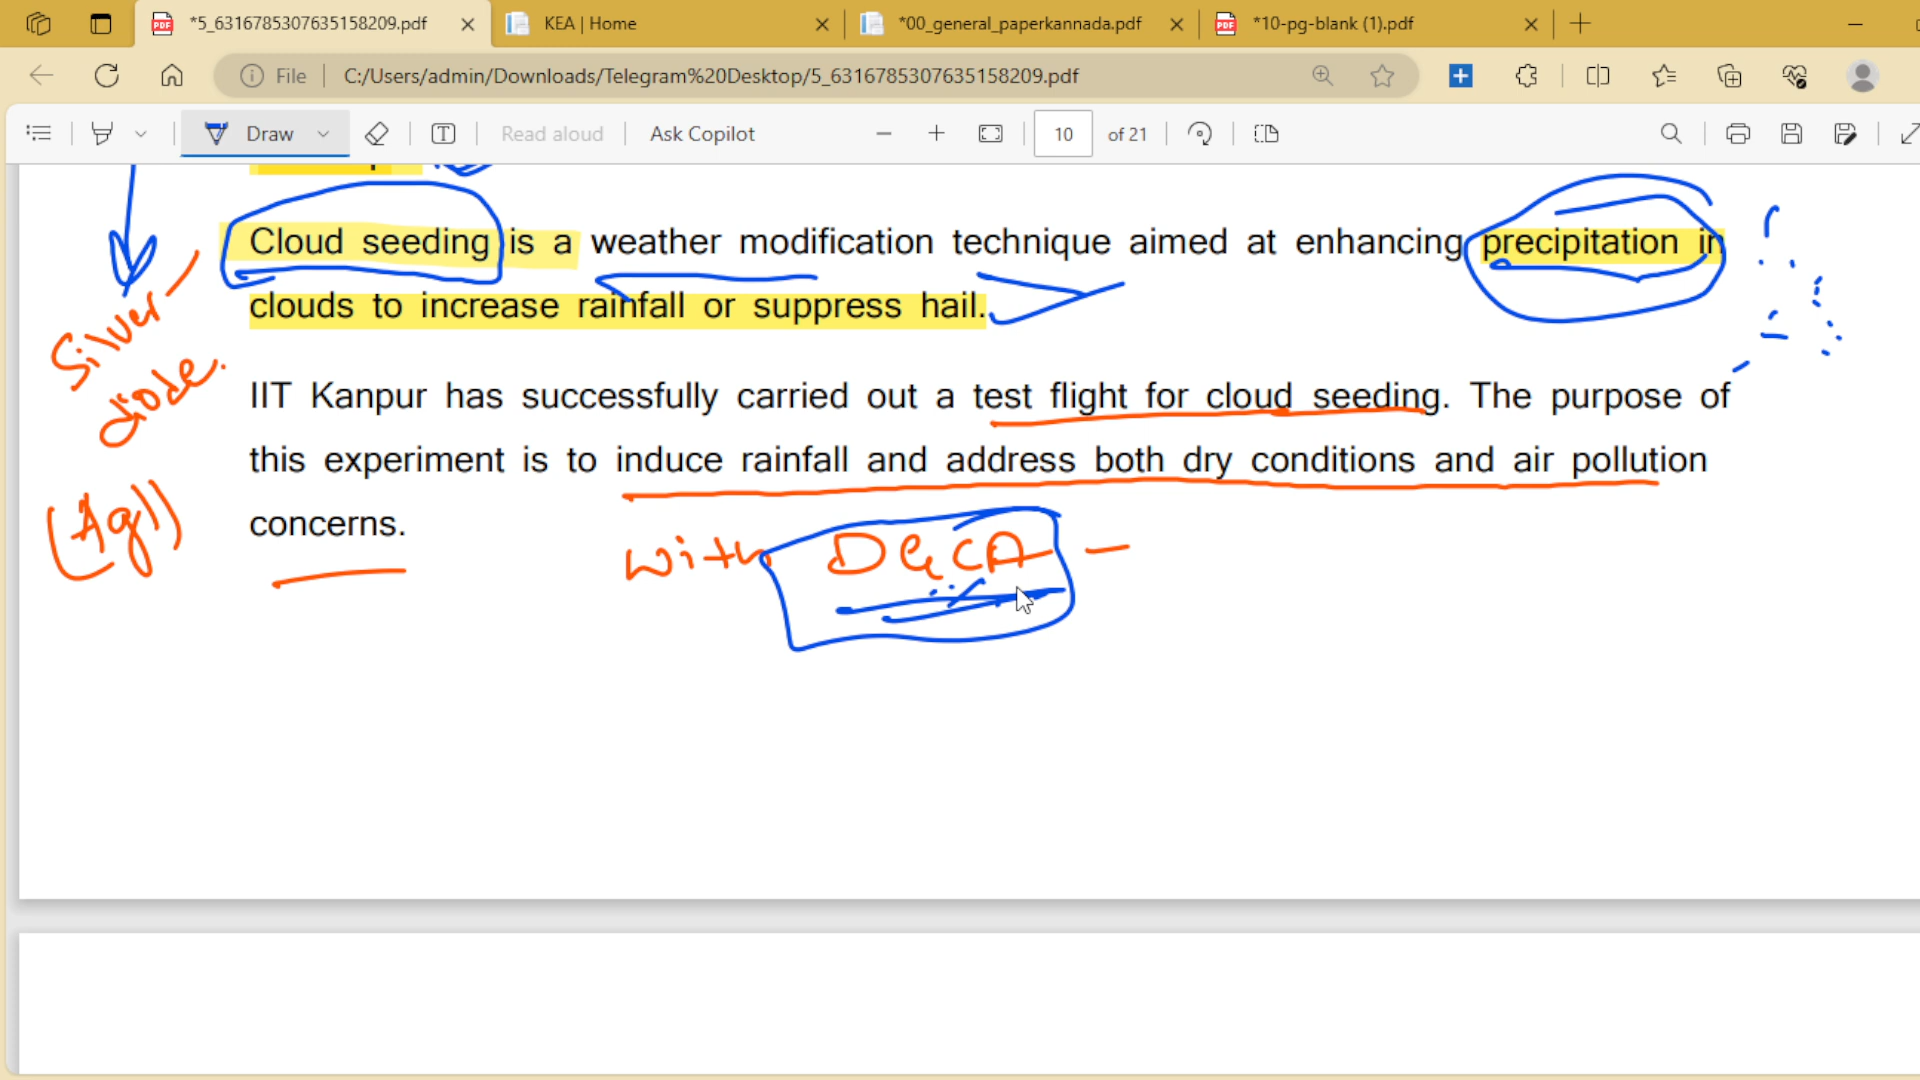 *5_6316785307635158209.pdf
KEA | Home
*00_general_paperkannada.pdf
*10-pg-blank (1).pdf
File
C:/Users/admin/Downloads/Telegram%20Desktop/5_6316785307635158209.pdf
Draw
Read aloud
Ask Copilot
10
of 21
Cloud seeding is a weather modification technique aimed at enhancing precipitation in
clouds to increase rainfall or suppress hail.
Silver
diode.
IIT Kanpur has successfully carried out a test flight for cloud seeding. The purpose of
this experiment is to induce rainfall and address both dry conditions and air pollution
concerns.
(AgI)
with DGCA -